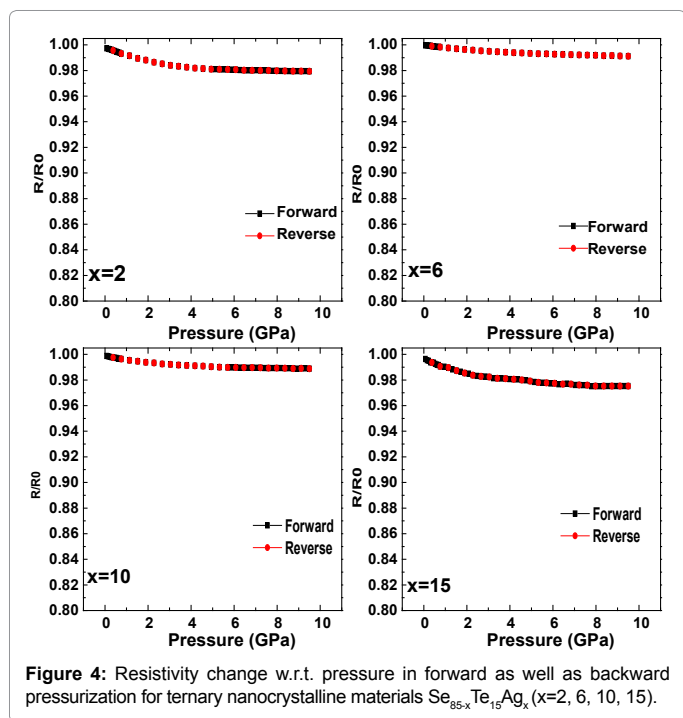 1.00
0.98
0.96
0.94
0.92
0.90
0.88
0.86
0.84
0.82
0.80
R/R0
Forward
Reverse
x=2
0 2 4 6 8 10
Pressure (GPa)
1.00
0.98
0.96
0.94
0.92
0.90
0.88
0.86
0.84
0.82
0.80
R/R0
Forward
Reverse
x=6
0 2 4 6 8 10
Pressure (GPa)
1.00
0.98
0.96
0.94
0.92
0.90
0.88
0.86
0.84
0.82
0.80
R/R0
Forward
Reverse
x=10
0 2 4 6 8 10
Pressure (GPa)
1.00
0.98
0.96
0.94
0.92
0.90
0.88
0.86
0.84
0.82
0.80
R/R0
Forward
Reverse
x=15
0 2 4 6 8 10
Pressure (GPa)
Figure 4: Resistivity change w.r.t. pressure in forward as well as backward
pressurization for ternary nanocrystalline materials Se₈₅₋ₓTe₁₅Agₓ(x=2, 6, 10, 15).